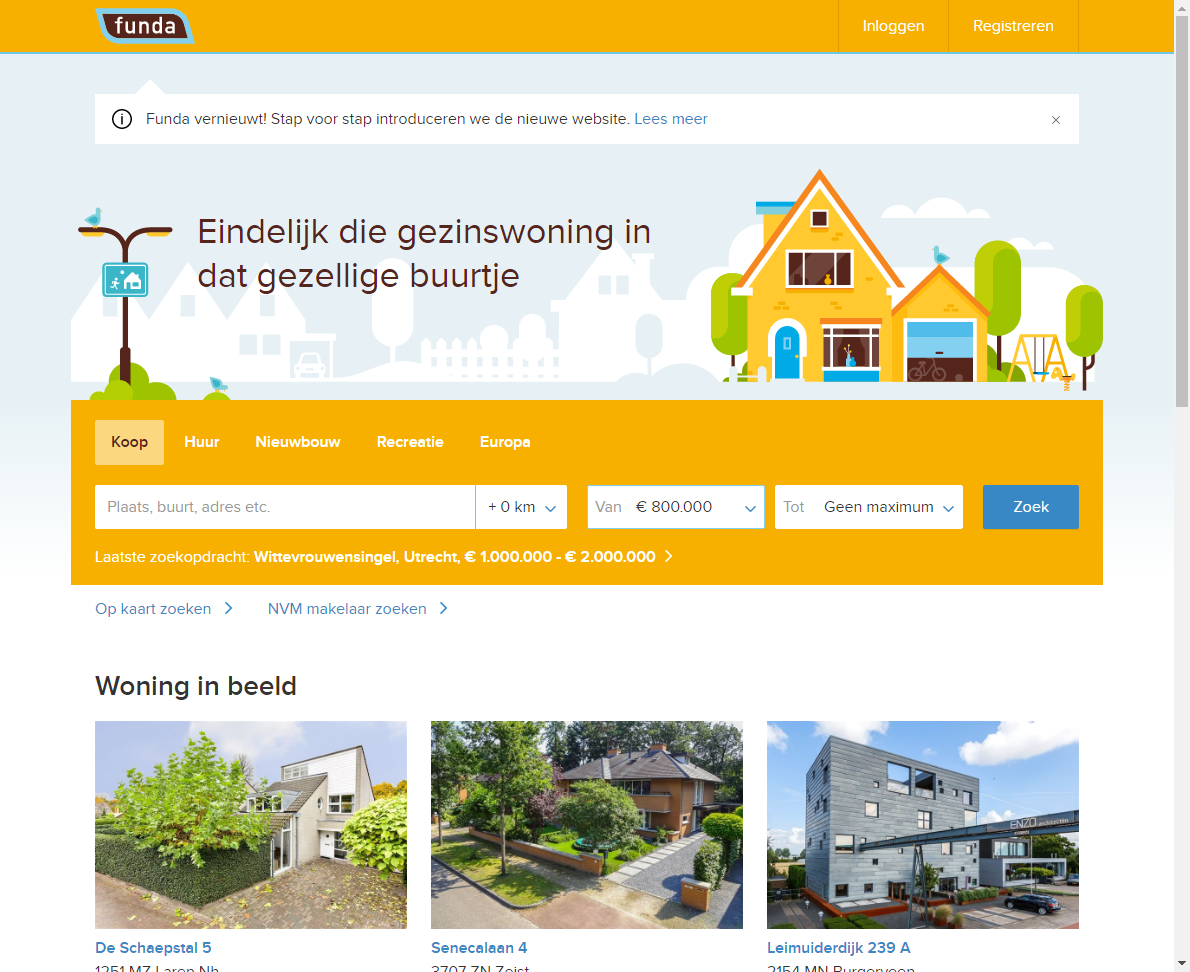 funda
Inloggen
Registreren
Funda vernieuwt! Stap voor stap introduceren we de nieuwe website. Lees meer
Eindelijk die gezinswoning in
dat gezellige buurtje
Koop
Huur
Nieuwbouw
Recreatie
Europa
Plaats, buurt, adres etc.
+ 0 km
Van € 800.000
Tot Geen maximum
Zoek
Laatste zoekopdracht: Wittevrouwensingel, Utrecht, € 1.000.000 - € 2.000.000
Op kaart zoeken
NVM makelaar zoeken
Woning in beeld
ENZO architecten
De Schaepstal 5
Senecalaan 4
Leimuiderdijk 239 A
1251 MZ Laren Nh
3707 ZN Zeist
2154 MN Burgerveen